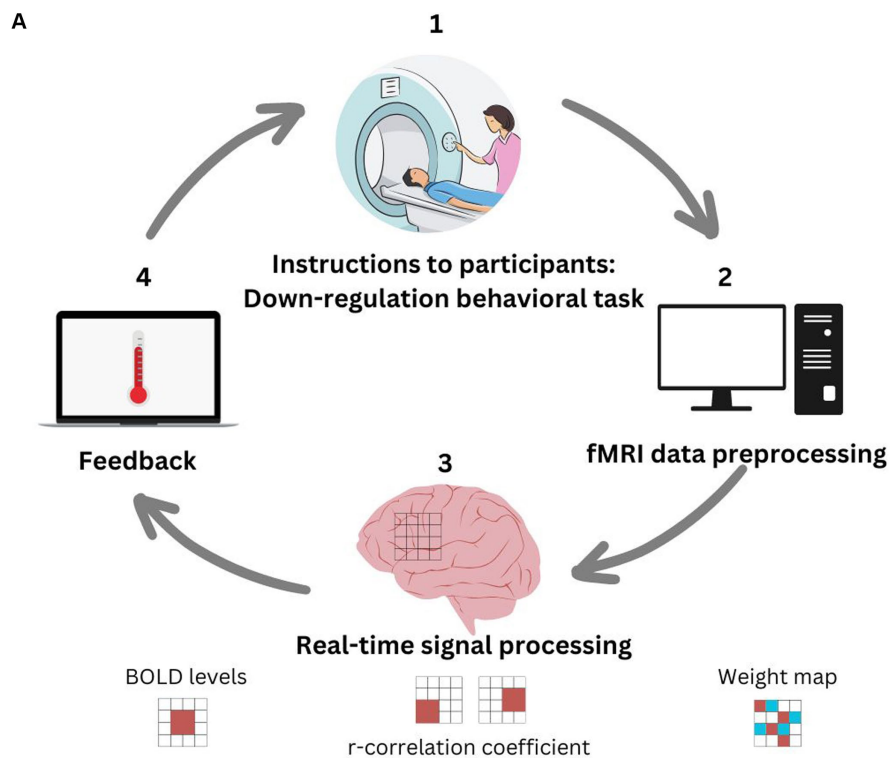 A
1
Instructions to participants:
Down-regulation behavioral task
2
fMRI data preprocessing
3
Real-time signal processing
4
Feedback
BOLD levels
r-correlation coefficient
Weight map